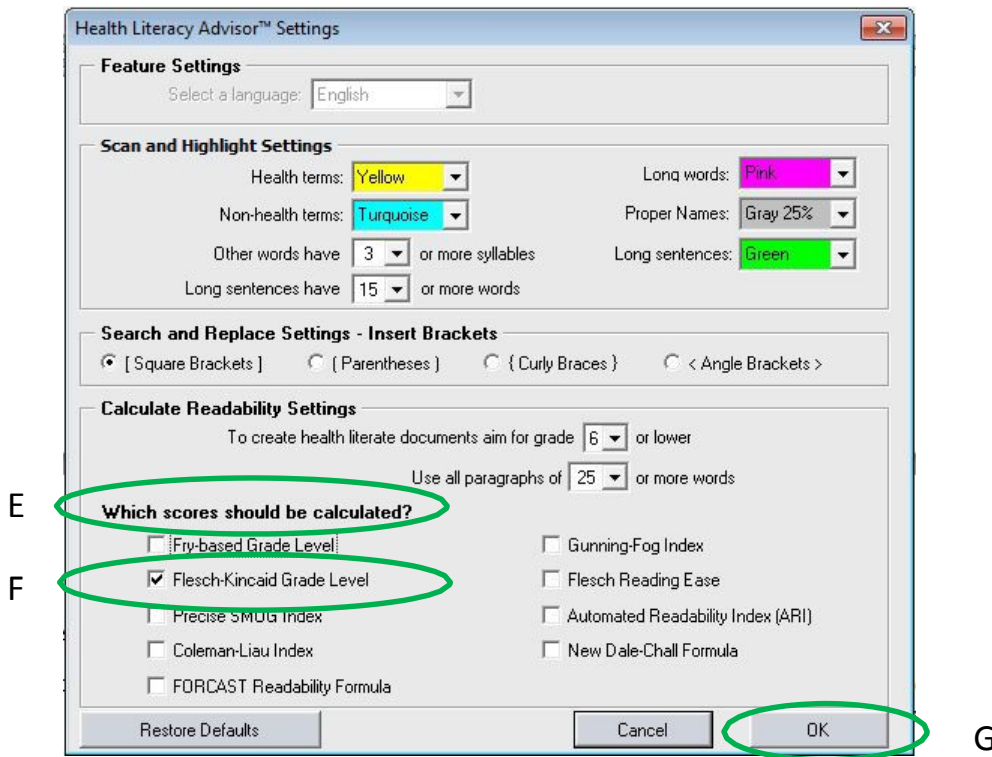 Health Literacy Advisor™ Settings
Feature Settings
Select a language: English
Scan and Highlight Settings
Health terms: Yellow Long words: Pink
Non-health terms: Turquoise Proper Names: Gray 25%
Other words have 3 or more syllables Long sentences: Green
Long sentences have 15 or more words
Search and Replace Settings - Insert Brackets
[ Square Brackets ] ( Parentheses ) { Curly Braces } < Angle Brackets >
Calculate Readability Settings
To create health literate documents aim for grade 6 or lower
Use all paragraphs of 25 or more words
E Which scores should be calculated?
Fry-based Grade Level Gunning-Fog Index
F Flesch-Kincaid Grade Level Flesch Reading Ease
Precise SMOG Index Automated Readability Index (ARI)
Coleman-Liau Index New Dale-Chall Formula
FORCAST Readability Formula
Restore Defaults Cancel OK G